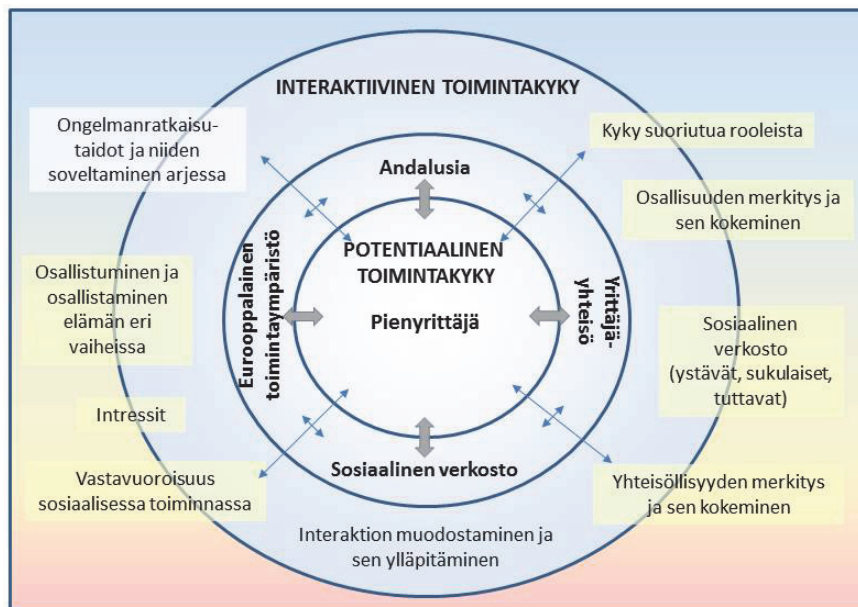 INTERAKTIIVINEN TOIMINTAKYKY
Ongelmanratkaisu-
taidot ja niiden
soveltaminen arjessa
Kyky suoriutua rooleista
Andalusia
Osallisuuden merkitys ja
sen kokeminen
POTENTIAALINEN
TOIMINTAKYKY
Pienyrittäjä
Eurooppalainen
toimintaympäristö
Yrittäjä-
yhteisö
Osallistuminen ja
osallistaminen
elämän eri
vaiheissa
Sosiaalinen
verkosto
(ystävät, sukulaiset,
tuttavat)
Intressit
Sosiaalinen verkosto
Vastavuoroisuus
sosiaalisessa toiminnassa
Yhteisöllisyyden merkitys
ja sen kokeminen
Interaktion muodostaminen ja
sen ylläpitäminen